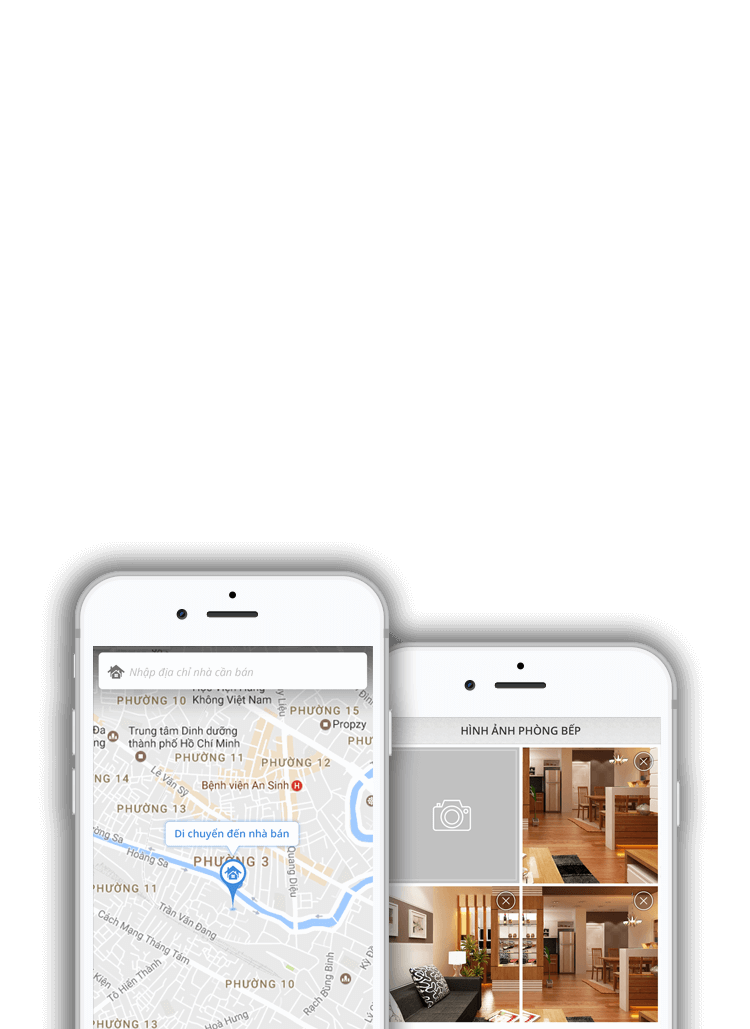 Nhập địa chỉ nhà cần bán
Học Viện Hàng
Không Việt Nam
PHƯỜNG 10
PHƯỜNG 15
Propzy
Trung tâm Dinh dưỡng
thành phố Hồ Chí Minh
PHƯỜNG 11
PHƯỜNG 12
Lê Văn Sỹ
Bệnh viện An Sinh
H
PHƯỜNG 13
Di chuyển đến nhà bán
Hoàng Sa
PHƯỜNG 3
Quang Diệu
PHƯỜNG 11
Trần Văn Đang
Cách Mạng Tháng Tám
Tô Hiến Thành
PHƯỜNG 10
Rạch Bùng Binh
PHƯỜNG 13
Hoà Hưng
HÌNH ẢNH PHÒNG BẾP